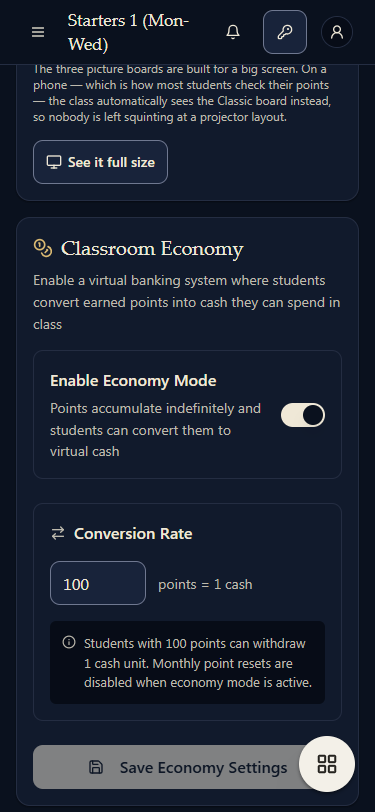 Starters 1 (Mon-
Wed)
The three picture boards are built for a big screen. On a
phone — which is how most students check their points
— the class automatically sees the Classic board instead,
so nobody is left squinting at a projector layout.
See it full size
Classroom Economy
Enable a virtual banking system where students
convert earned points into cash they can spend in
class
Enable Economy Mode
Points accumulate indefinitely and
students can convert them to
virtual cash
Conversion Rate
100 points = 1 cash
Students with 100 points can withdraw
1 cash unit. Monthly point resets are
disabled when economy mode is active.
Save Economy Settings